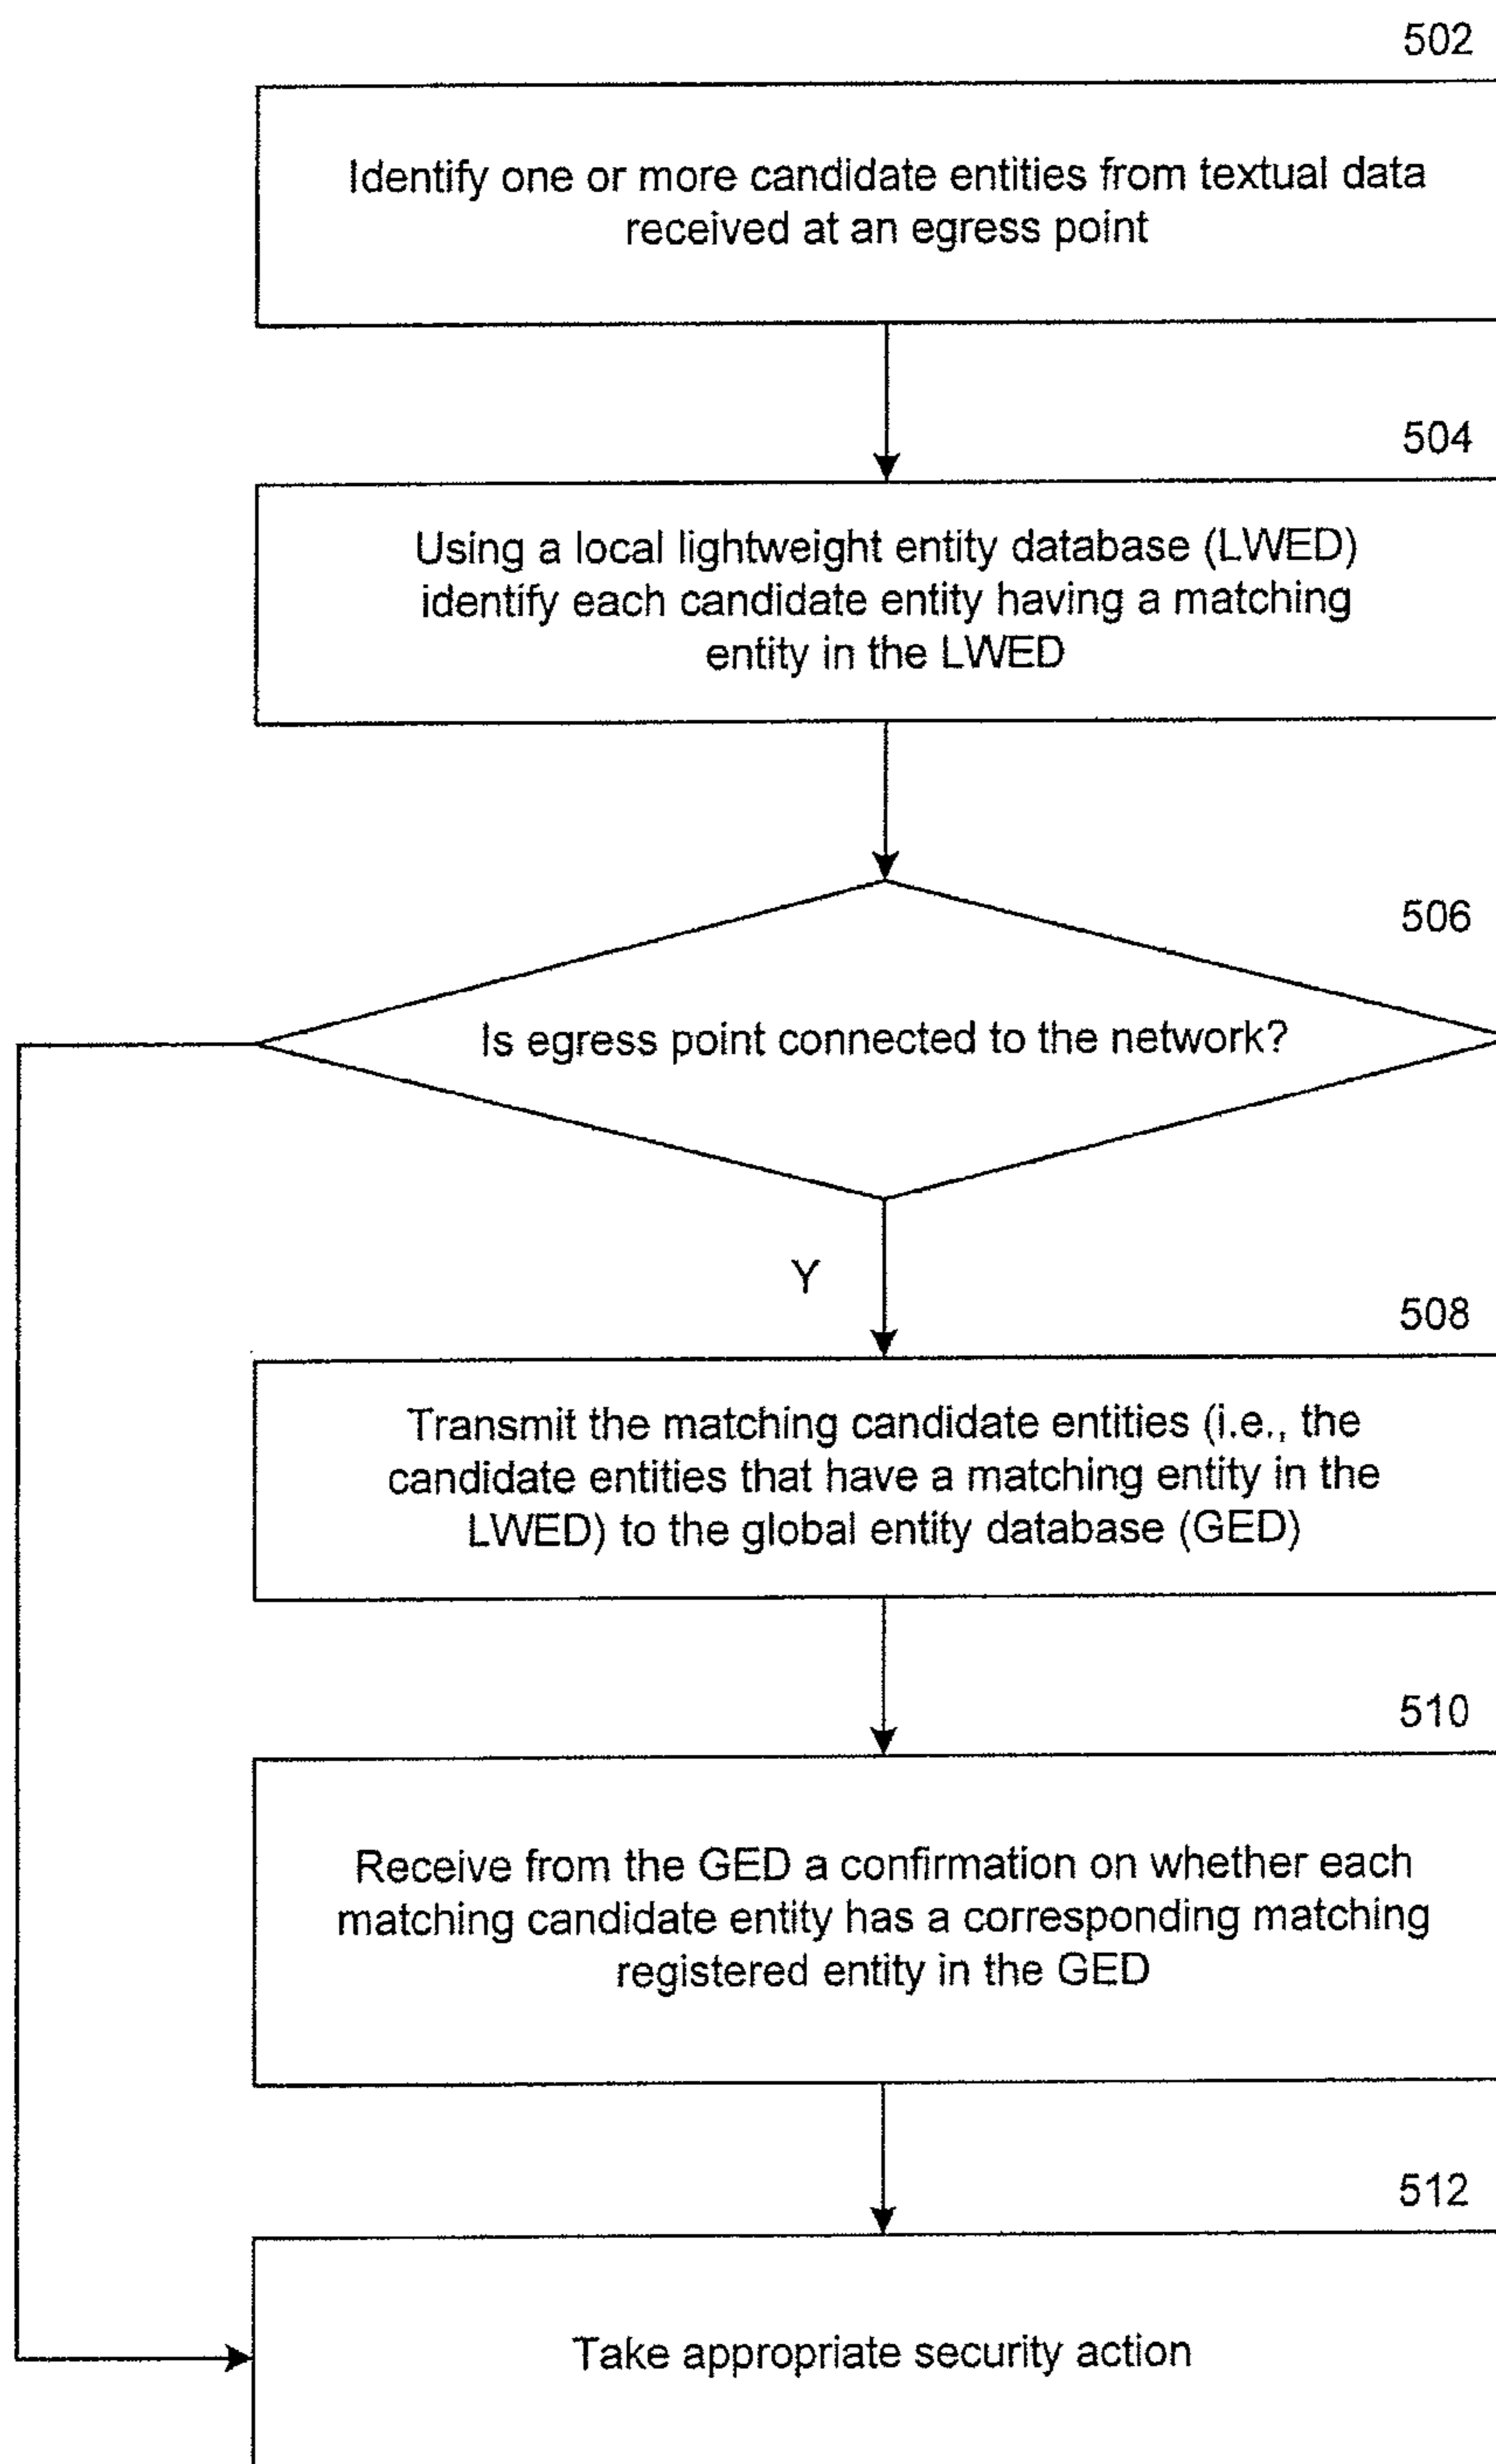 502
Identify one or more candidate entities from textual data
received at an egress point
504
Using a local lightweight entity database (LWED)
identify each candidate entity having a matching
entity in the LWED
506
Is egress point connected to the network?
Y
508
Transmit the matching candidate entities (i.e., the
candidate entities that have a matching entity in the
LWED) to the global entity database (GED)
510
Receive from the GED a confirmation on whether each
matching candidate entity has a corresponding matching
registered entity in the GED
512
Take appropriate security action